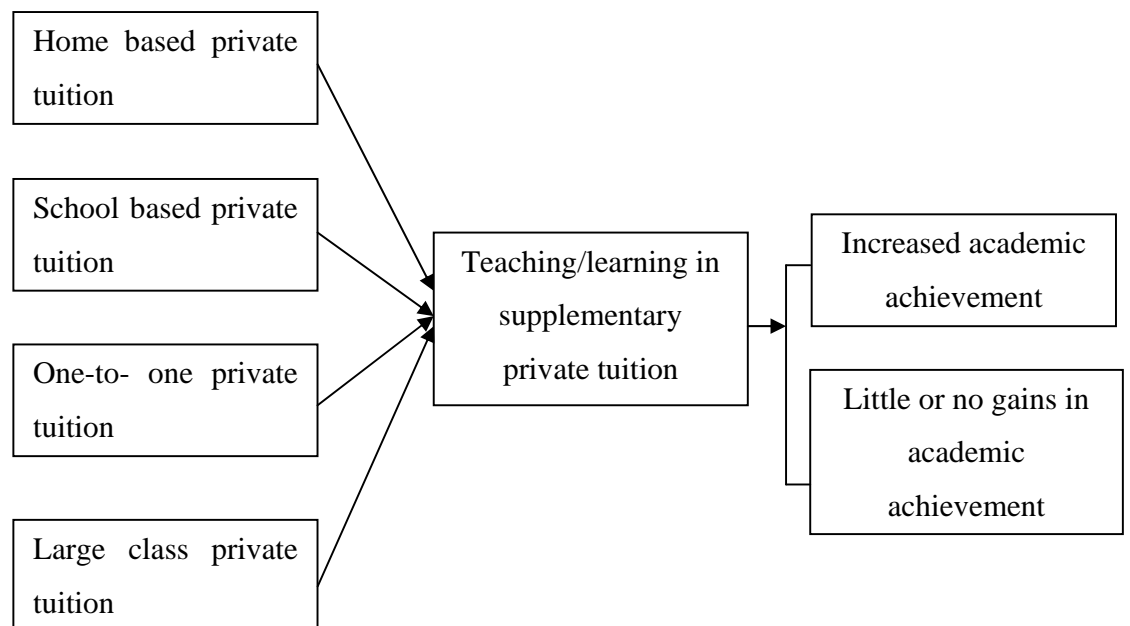 Home based private
tuition
School based private
tuition
One-to- one private
tuition
Large class private
tuition
Teaching/learning in
supplementary
private tuition
Increased academic
achievement
Little or no gains in
academic
achievement